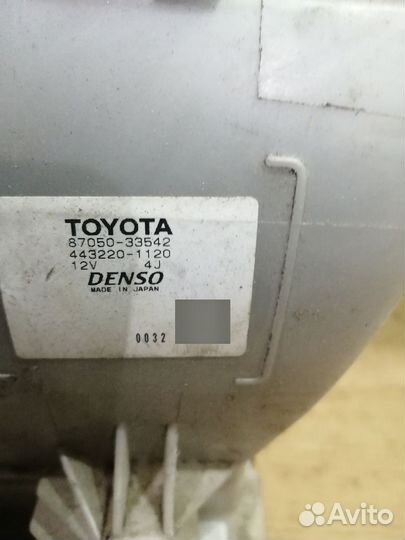 TOYOTA
87050-33542
443220-1120
12V 4J
DENSO
MADE IN JAPAN
0032
Avito